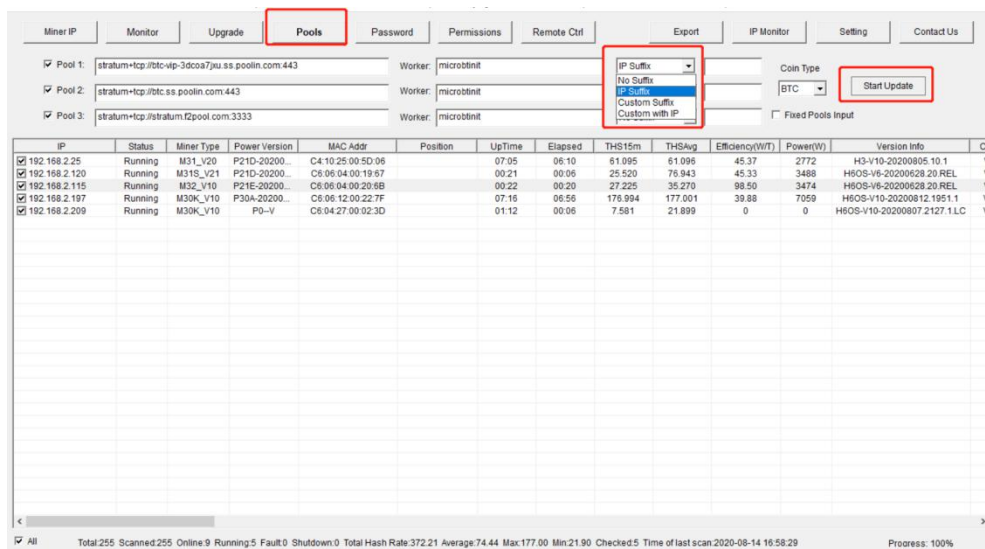 Miner IP Monitor Upgrade Pools Password Permissions Remote Ctrl Export IP Monitor Setting Contact Us
Pool 1: stratum+tcp://btc-vip-3dcoa7jxu.ss.poolin.com:443 Worker: microbtinit IP Suffix Coin Type
No Suffix
Pool 2: stratum+tcp://btc.ss.poolin.com:443 Worker: microbtinit IP Suffix BTC Start Update
Custom Suffix
Pool 3: stratum+tcp://stratum.f2pool.com:3333 Worker: microbtinit Custom with IP Fixed Pools Input
IP Status Miner Type Power Version MAC Addr Position UpTime Elapsed THS15m THSAvg Efficiency(W/T) Power(W) Version Info
192.168.2.25 Running M31_V20 P21D-20200... C4:10:25:00:5D:06 07:05 06:10 61.095 61.096 45.37 2772 H3-V10-20200805.10.1
192.168.2.120 Running M31S_V21 P21D-20200... C6:06:04:00:19:67 00:21 00:06 25.520 76.943 45.33 3488 H6OS-V6-20200628.20.REL
192.168.2.115 Running M32_V10 P21E-20200... C6:06:04:00:20:6B 00:22 00:20 27.225 35.270 98.50 3474 H6OS-V6-20200628.20.REL
192.168.2.197 Running M30K_V10 P30A-20200... C6:06:12:00:22:7F 07:16 06:56 176.994 177.001 39.88 7059 H6OS-V10-20200812.1951.1
192.168.2.209 Running M30K_V10 P0--V C6:04:27:00:02:3D 01:12 00:06 7.581 21.899 0 0 H6OS-V10-20200807.2127.1.LC
All Total:255 Scanned:255 Online:9 Running:5 Fault:0 Shutdown:0 Total Hash Rate:372.21 Average:74.44 Max:177.00 Min:21.90 Checked:5 Time of last scan:2020-08-14 16:58:29 Progress: 100%